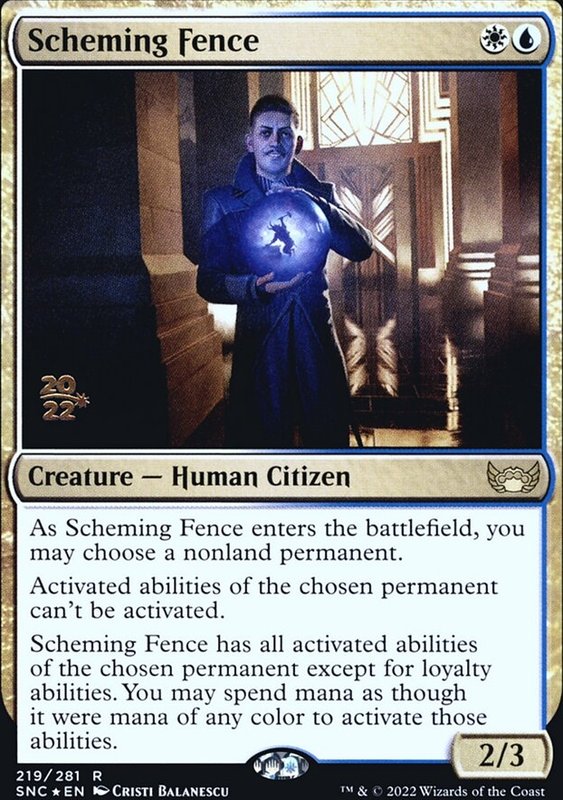 Scheming Fence
20
22
Creature — Human Citizen
As Scheming Fence enters the battlefield, you
may choose a nonland permanent.
Activated abilities of the chosen permanent
can't be activated.
Scheming Fence has all activated abilities
of the chosen permanent except for loyalty
abilities. You may spend mana as though
it were mana of any color to activate those
abilities.
2/3
219/281 R
SNC ★ EN Cristi Balanescu
™ & © 2022 Wizards of the Coast